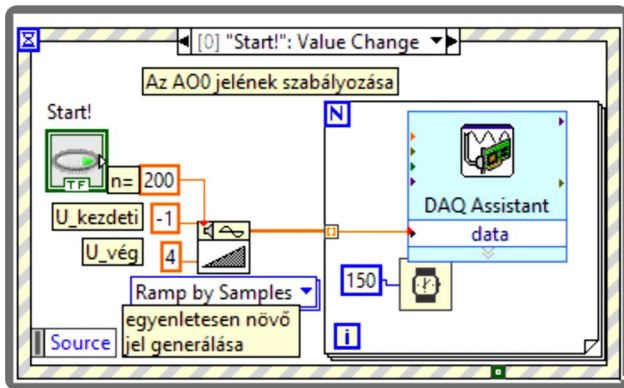 [0] "Start!": Value Change
Az AO0 jelének szabályozása
Start!
TF
n= 200
U_kezdeti -1
U_vég 4
Ramp by Samples
egyenletesen növő
jel generálása
Source
N
DAQ Assistant
data
150
i